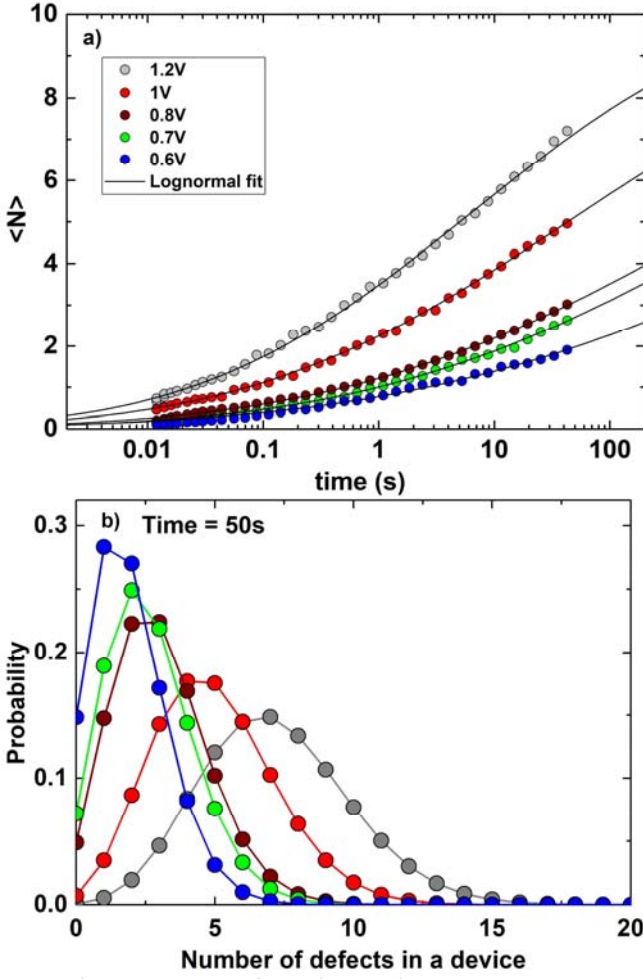 10
a)
1.2V
1V
0.8V
0.7V
0.6V
Lognormal fit
8
6
4
2
0
<N>
0.01 0.1 1 10 100
time (s)
b) Time = 50s
0.3
0.2
0.1
0.0
Probability
0 5 10 15 20
Number of defects in a device